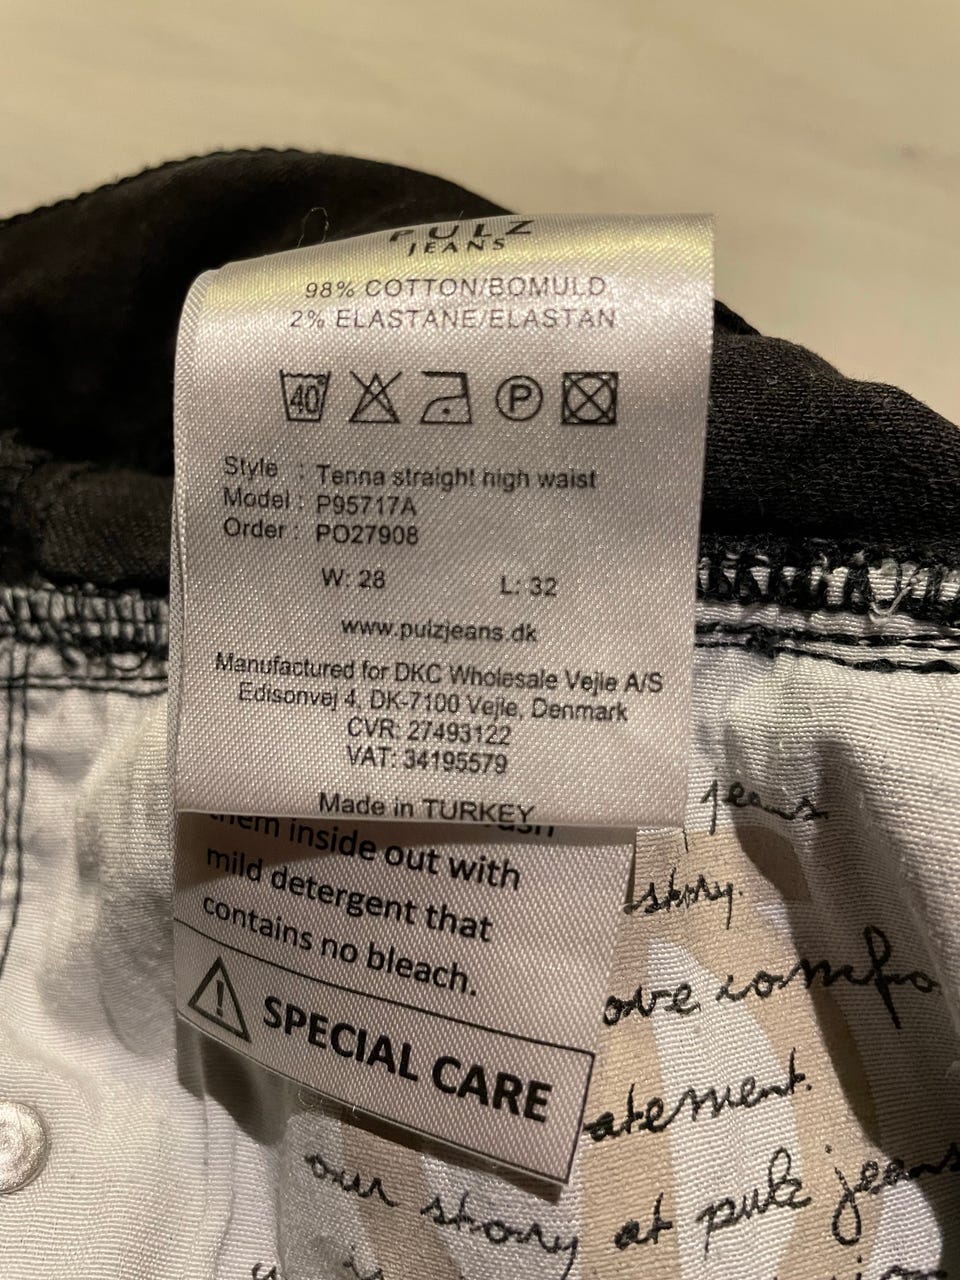 PULZ
JEANS
98% COTTON/BOMULD
2% ELASTANE/ELASTAN
40
P
Style : Tenna straight high waist
Model : P95717A
Order : PO27908
W: 28 L: 32
www.pulzjeans.dk
Manufactured for DKC Wholesale Vejle A/S
Edisonvej 4, DK-7100 Vejle, Denmark
CVR: 27493122
VAT: 34195579
Made in TURKEY
them inside out with
mild detergent that
contains no bleach.
SPECIAL CARE
jeans
story.
atement.
our story at pulz jeans